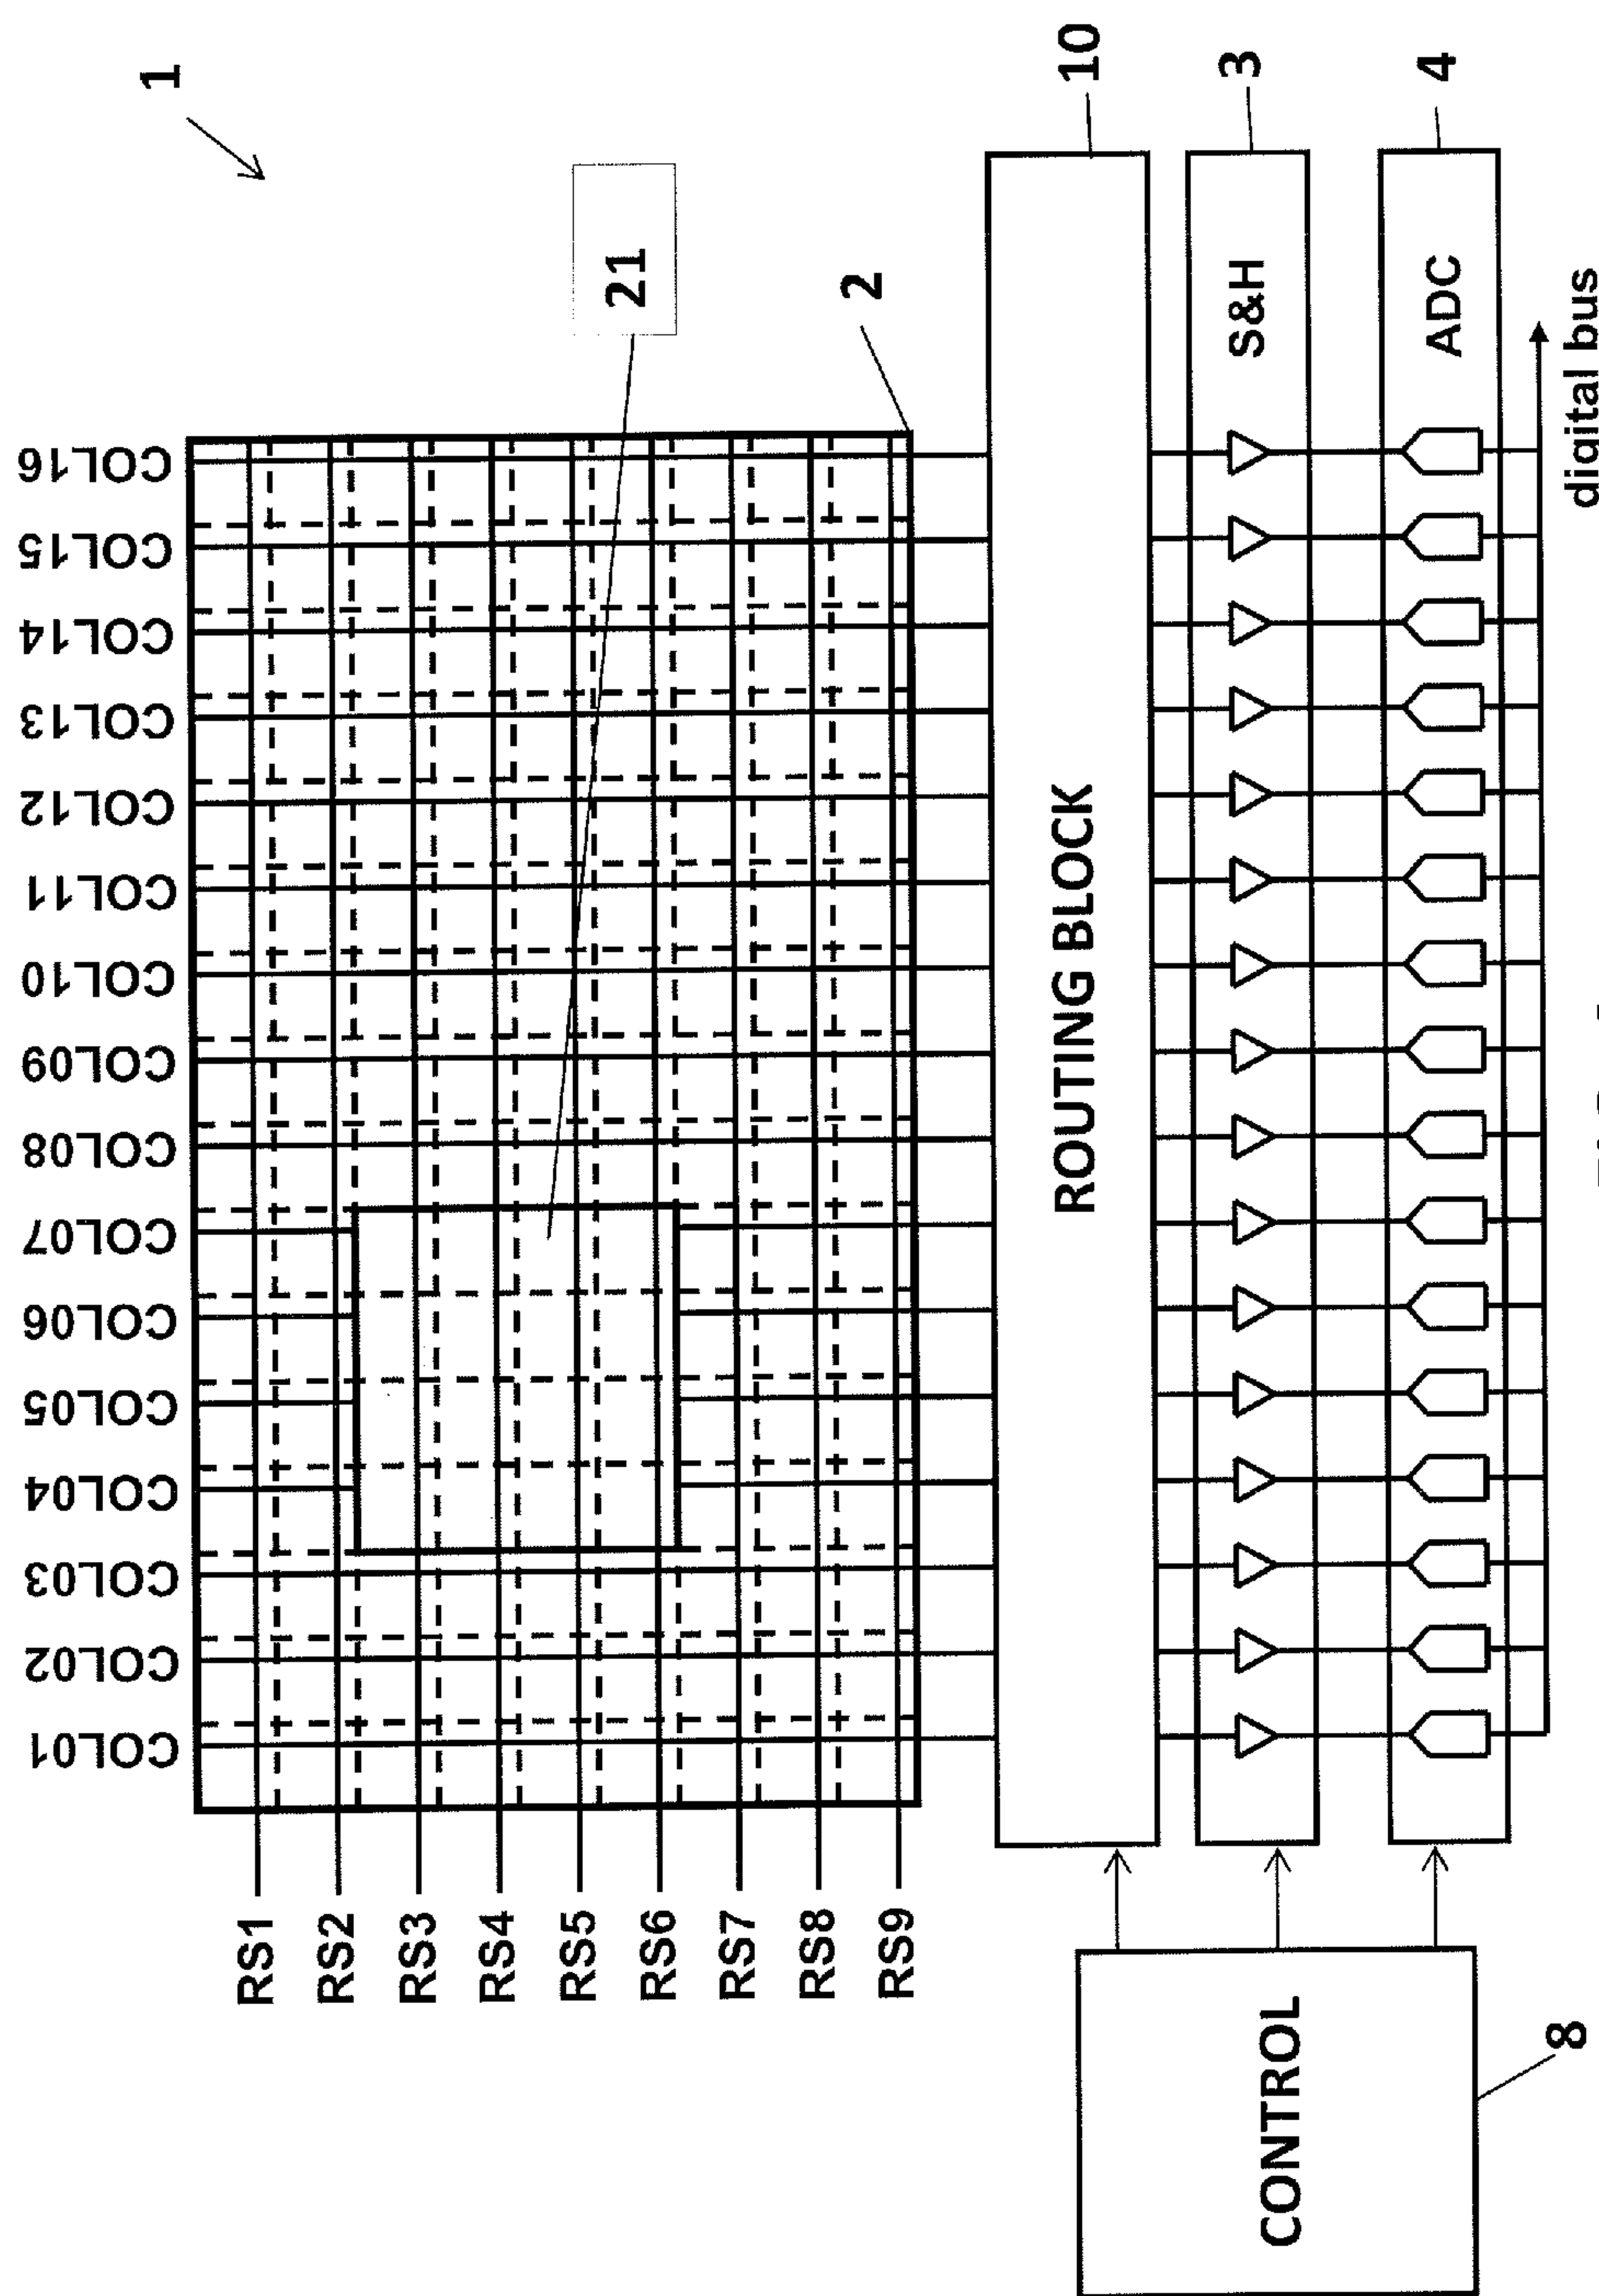 1
COL01
COL02
COL03
COL04
COL05
COL06
COL07
COL08
COL09
COL10
COL11
COL12
COL13
COL14
COL15
COL16
RS1
RS2
RS3
RS4
RS5
RS6
RS7
RS8
RS9
21
2
ROUTING BLOCK
10
S&H
3
ADC
4
digital bus
CONTROL
8